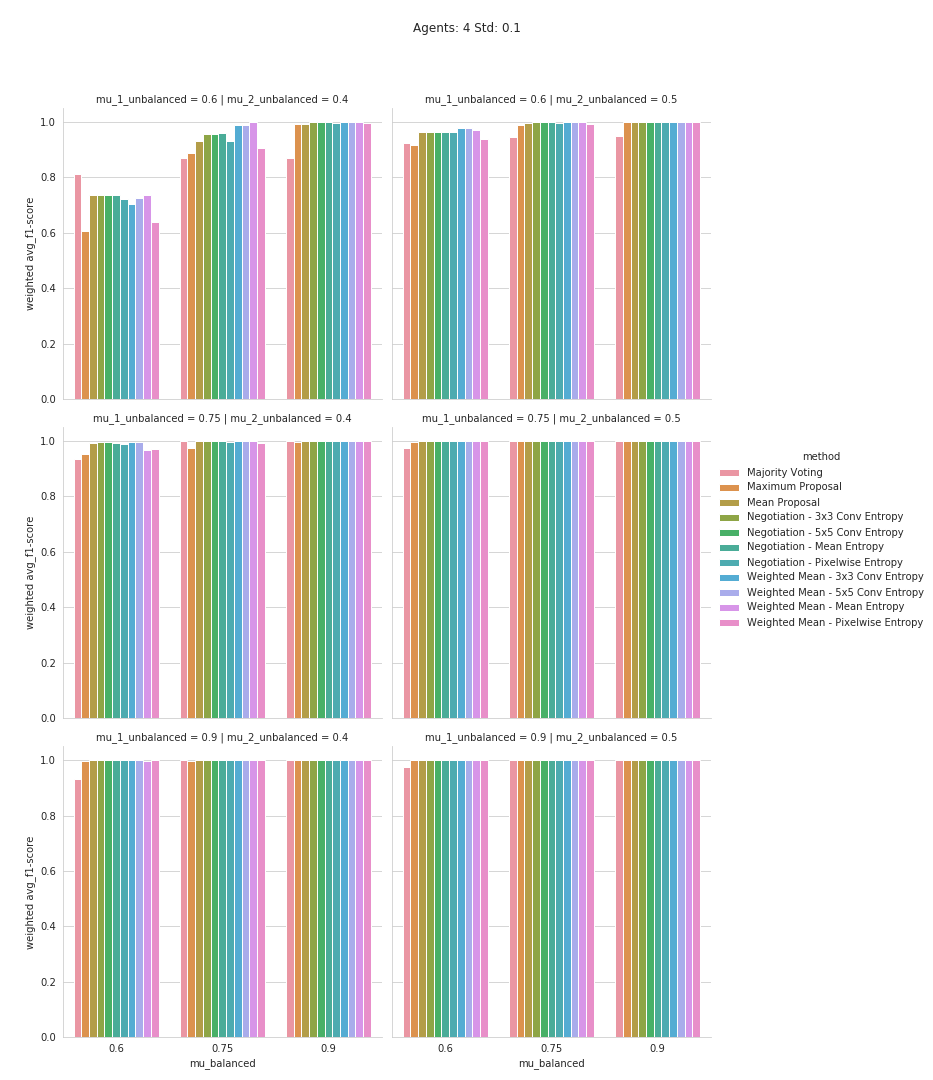 Agents: 4 Std: 0.1
mu_1_unbalanced = 0.6 | mu_2_unbalanced = 0.4
mu_1_unbalanced = 0.6 | mu_2_unbalanced = 0.5
1.0
0.8
0.6
0.4
0.2
0.0
weighted avg_f1-score
mu_1_unbalanced = 0.75 | mu_2_unbalanced = 0.4
mu_1_unbalanced = 0.75 | mu_2_unbalanced = 0.5
1.0
0.8
0.6
0.4
0.2
0.0
weighted avg_f1-score
method
Majority Voting
Maximum Proposal
Mean Proposal
Negotiation - 3x3 Conv Entropy
Negotiation - 5x5 Conv Entropy
Negotiation - Mean Entropy
Negotiation - Pixelwise Entropy
Weighted Mean - 3x3 Conv Entropy
Weighted Mean - 5x5 Conv Entropy
Weighted Mean - Mean Entropy
Weighted Mean - Pixelwise Entropy
mu_1_unbalanced = 0.9 | mu_2_unbalanced = 0.4
mu_1_unbalanced = 0.9 | mu_2_unbalanced = 0.5
1.0
0.8
0.6
0.4
0.2
0.0
weighted avg_f1-score
0.6 0.75 0.9
mu_balanced
0.6 0.75 0.9
mu_balanced